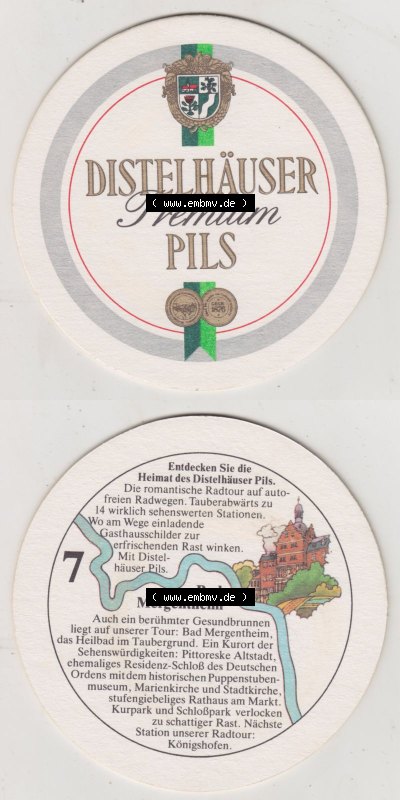 DISTELHÄUSER
Premium
( www.embmv.de )
PILS
Entdecken Sie die
Heimat des Distelhäuser Pils.
Die romantische Radtour auf auto-
freien Radwegen. Tauberabwärts zu
14 wirklich sehenswerten Stationen.
Wo am Wege einladende
Gasthausschilder zur
erfrischenden Rast winken.
Mit Distel-
häuser Pils.
7
( www.embmv.de )
Mergentheim
Auch ein berühmter Gesundbrunnen
liegt auf unserer Tour: Bad Mergentheim,
das Heilbad im Taubergrund. Ein Kurort der
Sehenswürdigkeiten: Pittoreske Altstadt,
ehemaliges Residenz-Schloß des Deutschen
Ordens mit dem historischen Puppenstuben-
museum, Marienkirche und Stadtkirche,
stufengiebeliges Rathaus am Markt.
Kurpark und Schloßpark verlocken
zu schattiger Rast. Nächste
Station unserer Radtour:
Königshofen.